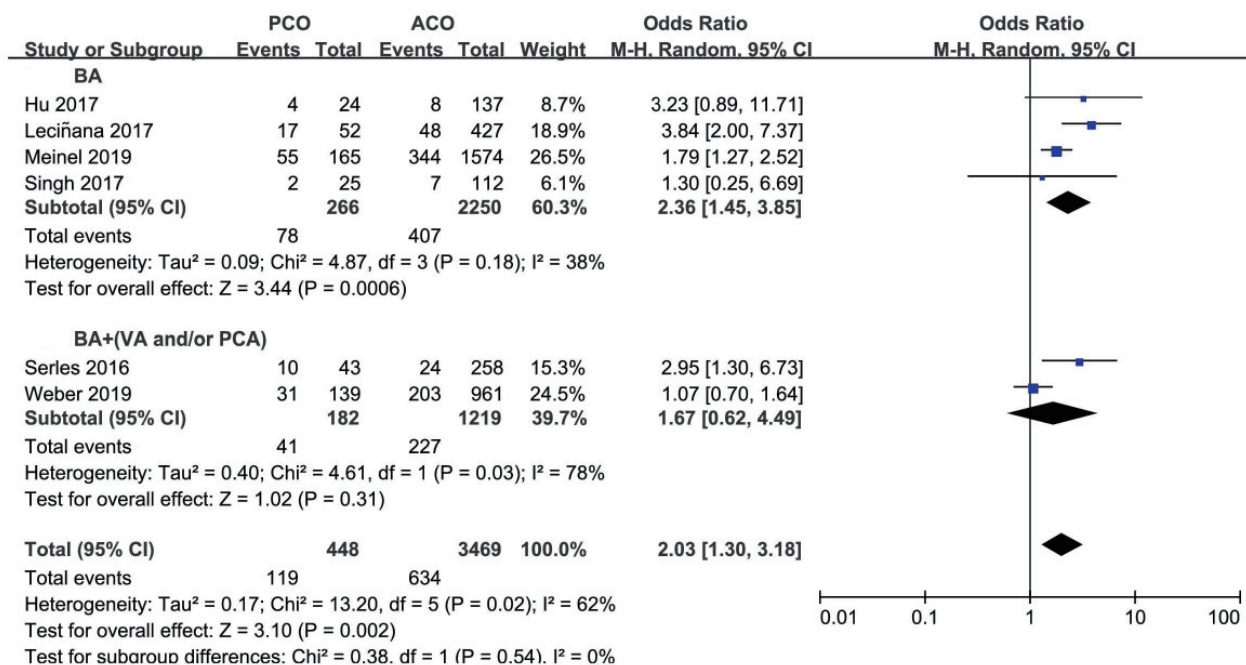 PCO ACO Odds Ratio Odds Ratio
Study or Subgroup Events Total Events Total Weight M-H, Random, 95% CI M-H, Random, 95% CI
BA
Hu 2017 4 24 8 137 8.7% 3.23 [0.89, 11.71]
Leciñana 2017 17 52 48 427 18.9% 3.84 [2.00, 7.37]
Meinel 2019 55 165 344 1574 26.5% 1.79 [1.27, 2.52]
Singh 2017 2 25 7 112 6.1% 1.30 [0.25, 6.69]
Subtotal (95% CI) 266 2250 60.3% 2.36 [1.45, 3.85]
Total events 78 407
Heterogeneity: Tau² = 0.09; Chi² = 4.87, df = 3 (P = 0.18); I² = 38%
Test for overall effect: Z = 3.44 (P = 0.0006)
BA+(VA and/or PCA)
Serles 2016 10 43 24 258 15.3% 2.95 [1.30, 6.73]
Weber 2019 31 139 203 961 24.5% 1.07 [0.70, 1.64]
Subtotal (95% CI) 182 1219 39.7% 1.67 [0.62, 4.49]
Total events 41 227
Heterogeneity: Tau² = 0.40; Chi² = 4.61, df = 1 (P = 0.03); I² = 78%
Test for overall effect: Z = 1.02 (P = 0.31)
Total (95% CI) 448 3469 100.0% 2.03 [1.30, 3.18]
Total events 119 634
Heterogeneity: Tau² = 0.17; Chi² = 13.20, df = 5 (P = 0.02); I² = 62%
Test for overall effect: Z = 3.10 (P = 0.002)
Test for subgroup differences: Chi² = 0.38, df = 1 (P = 0.54), I² = 0%
0.01 0.1 1 10 100